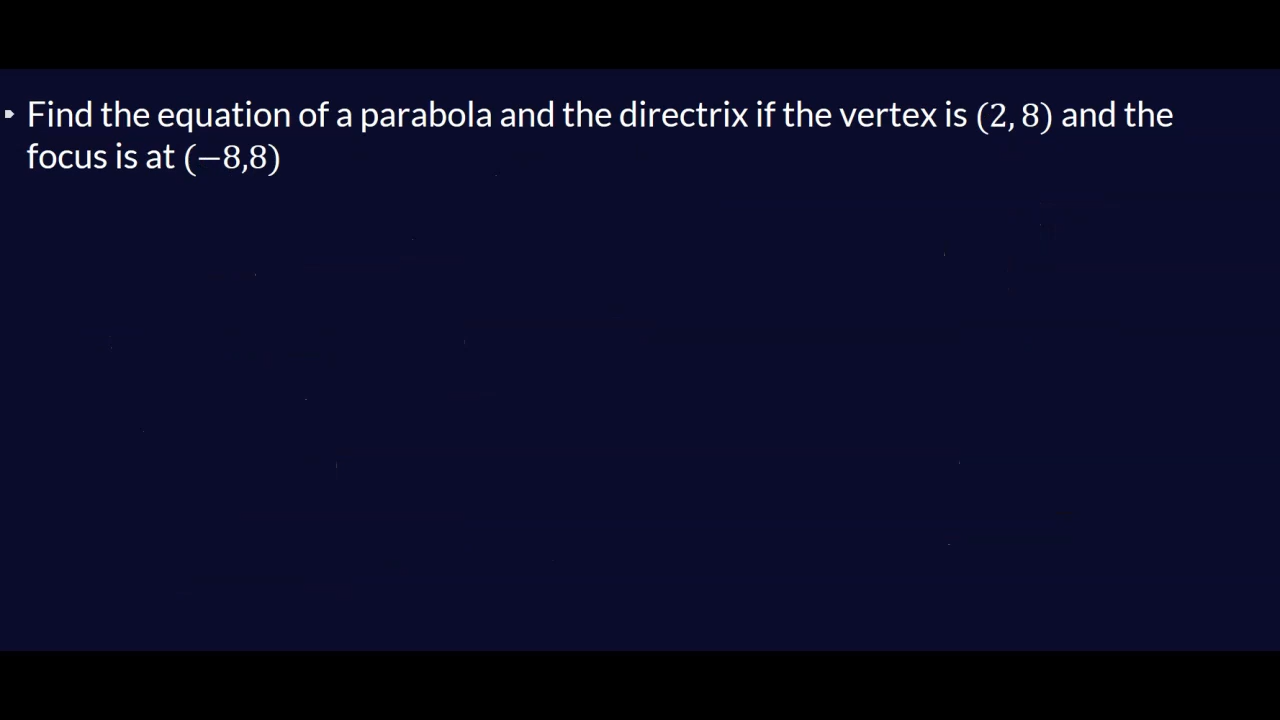 Find the equation of a parabola and the directrix if the vertex is (2, 8) and the
focus is at (−8,8)